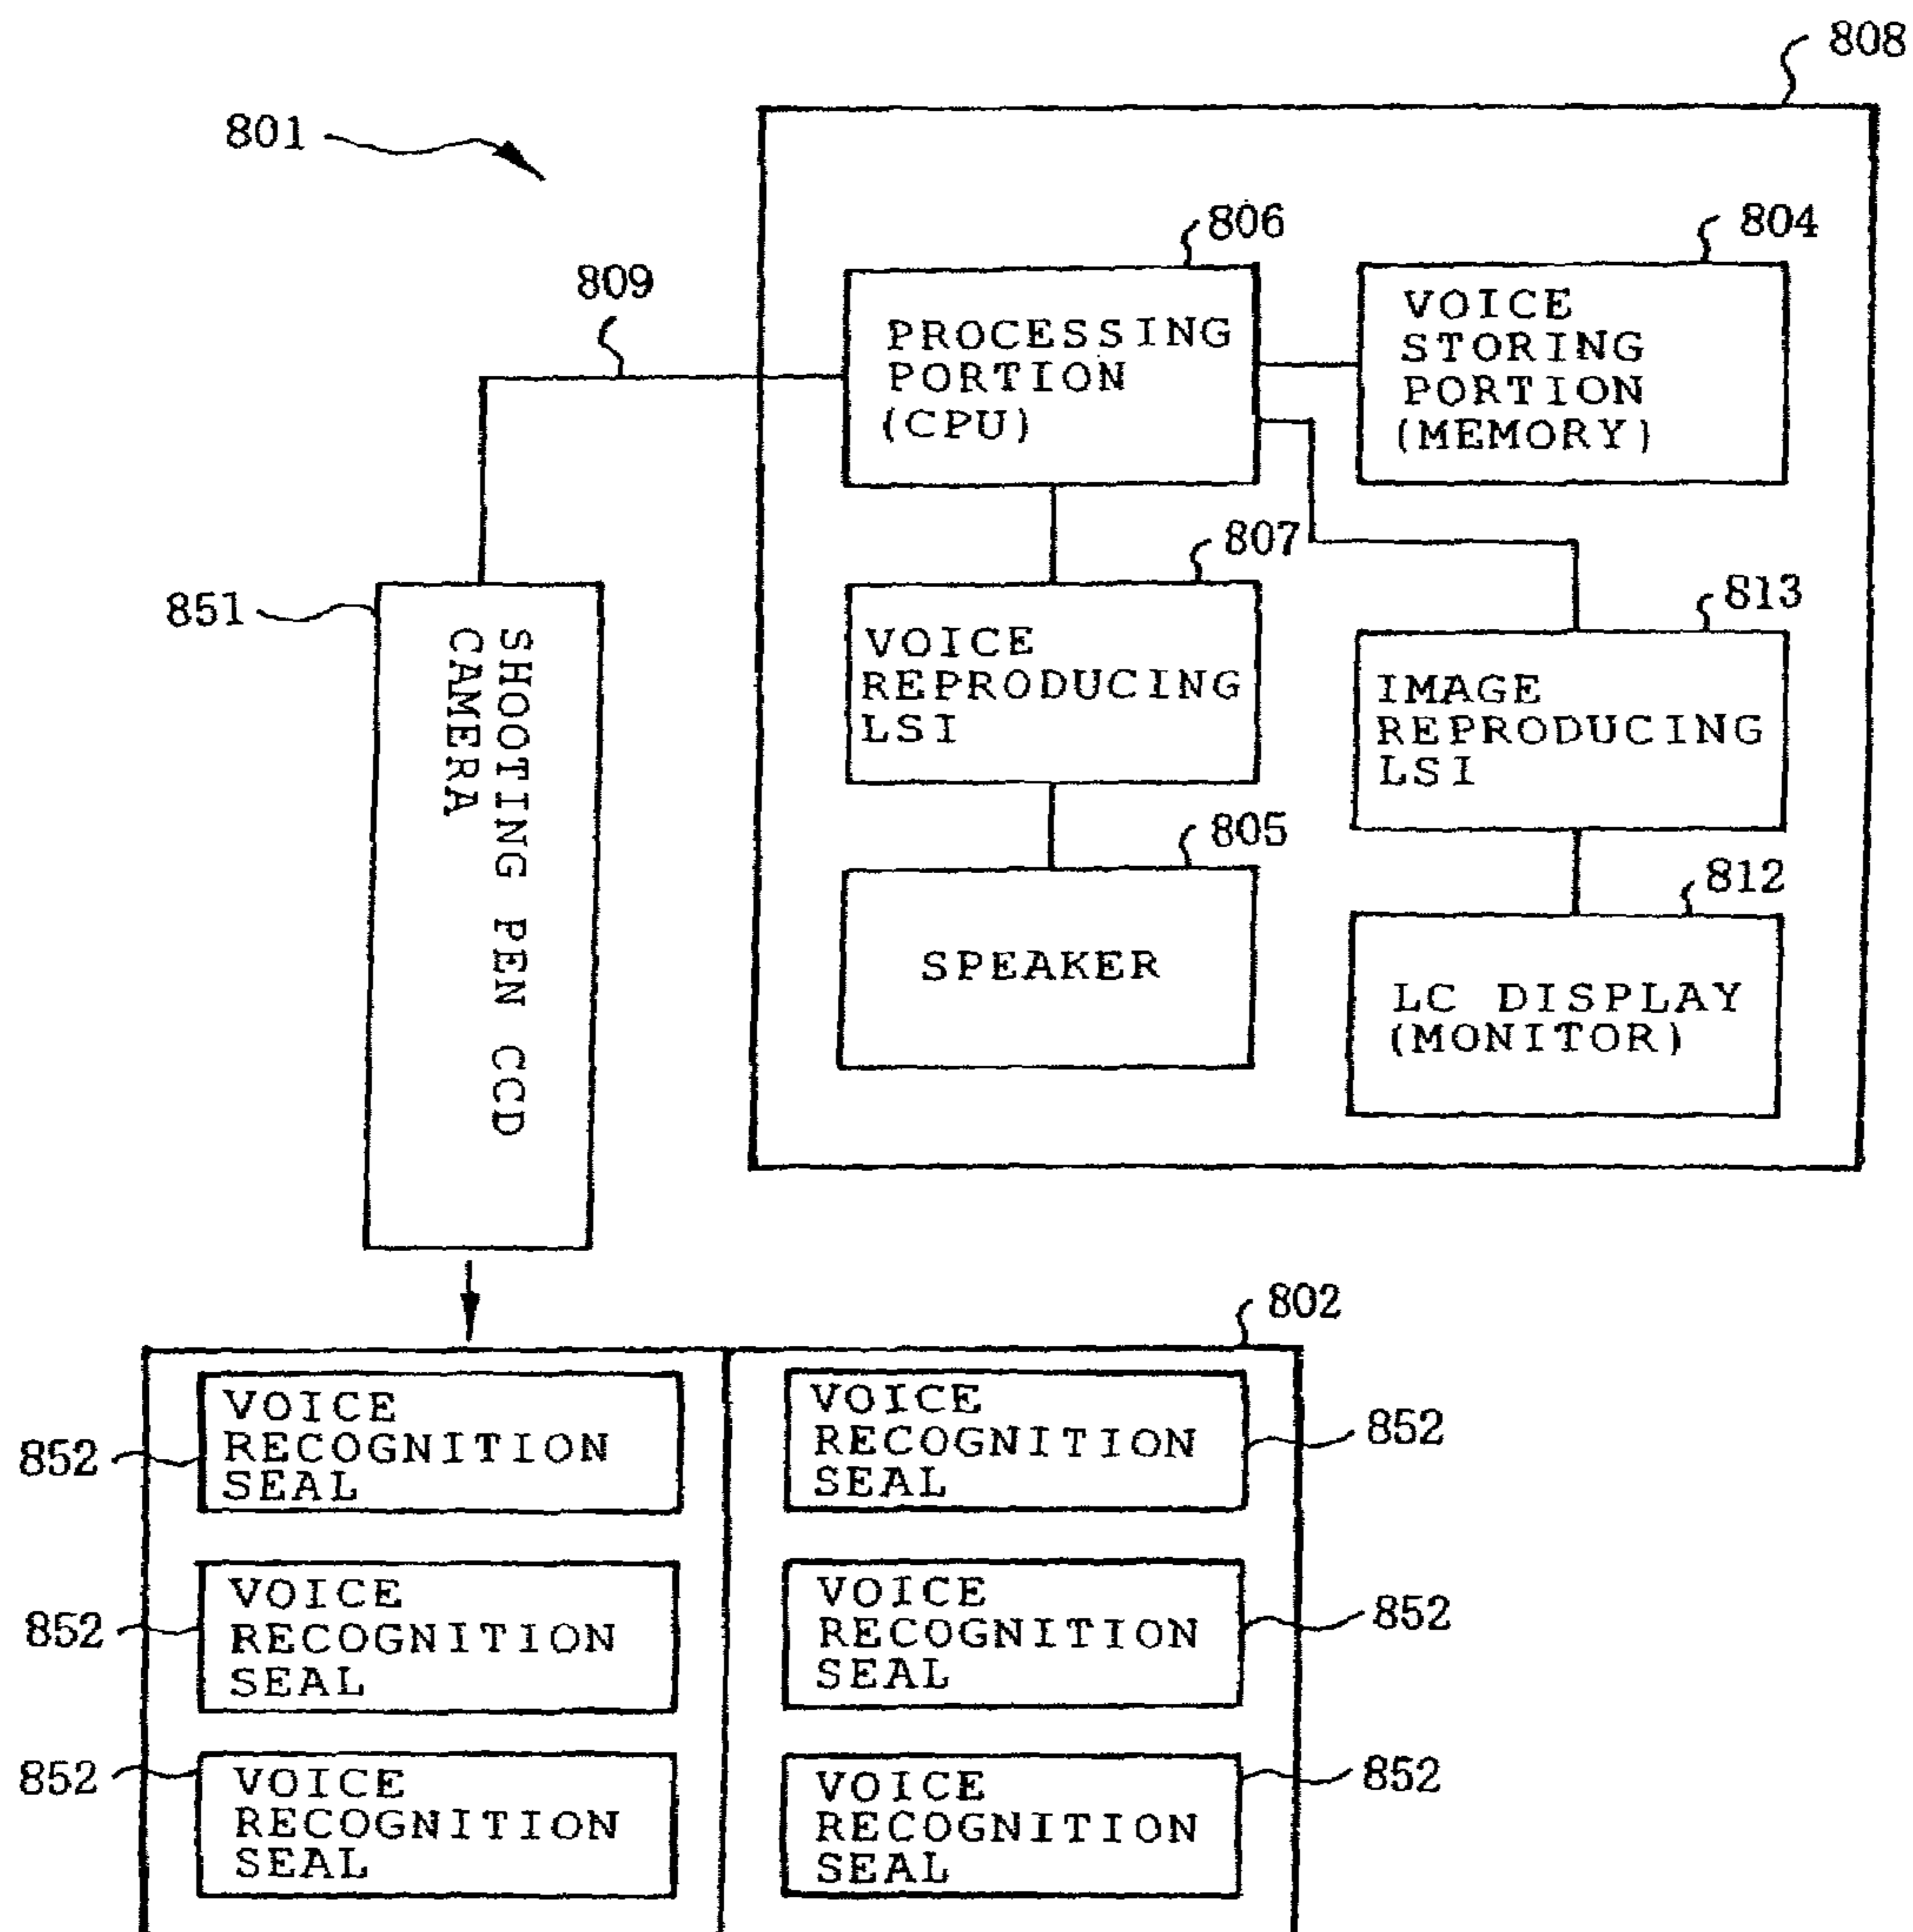 808
801
806
804
809
PROCESSING
PORTION
(CPU)
VOICE
STORING
PORTION
(MEMORY)
807
813
851
SHOOTING PEN CCD
CAMERA
VOICE
REPRODUCING
LSI
IMAGE
REPRODUCING
LSI
805
812
SPEAKER
LC DISPLAY
(MONITOR)
802
852
VOICE
RECOGNITION
SEAL
VOICE
RECOGNITION
SEAL
852
852
VOICE
RECOGNITION
SEAL
VOICE
RECOGNITION
SEAL
852
852
VOICE
RECOGNITION
SEAL
VOICE
RECOGNITION
SEAL
852